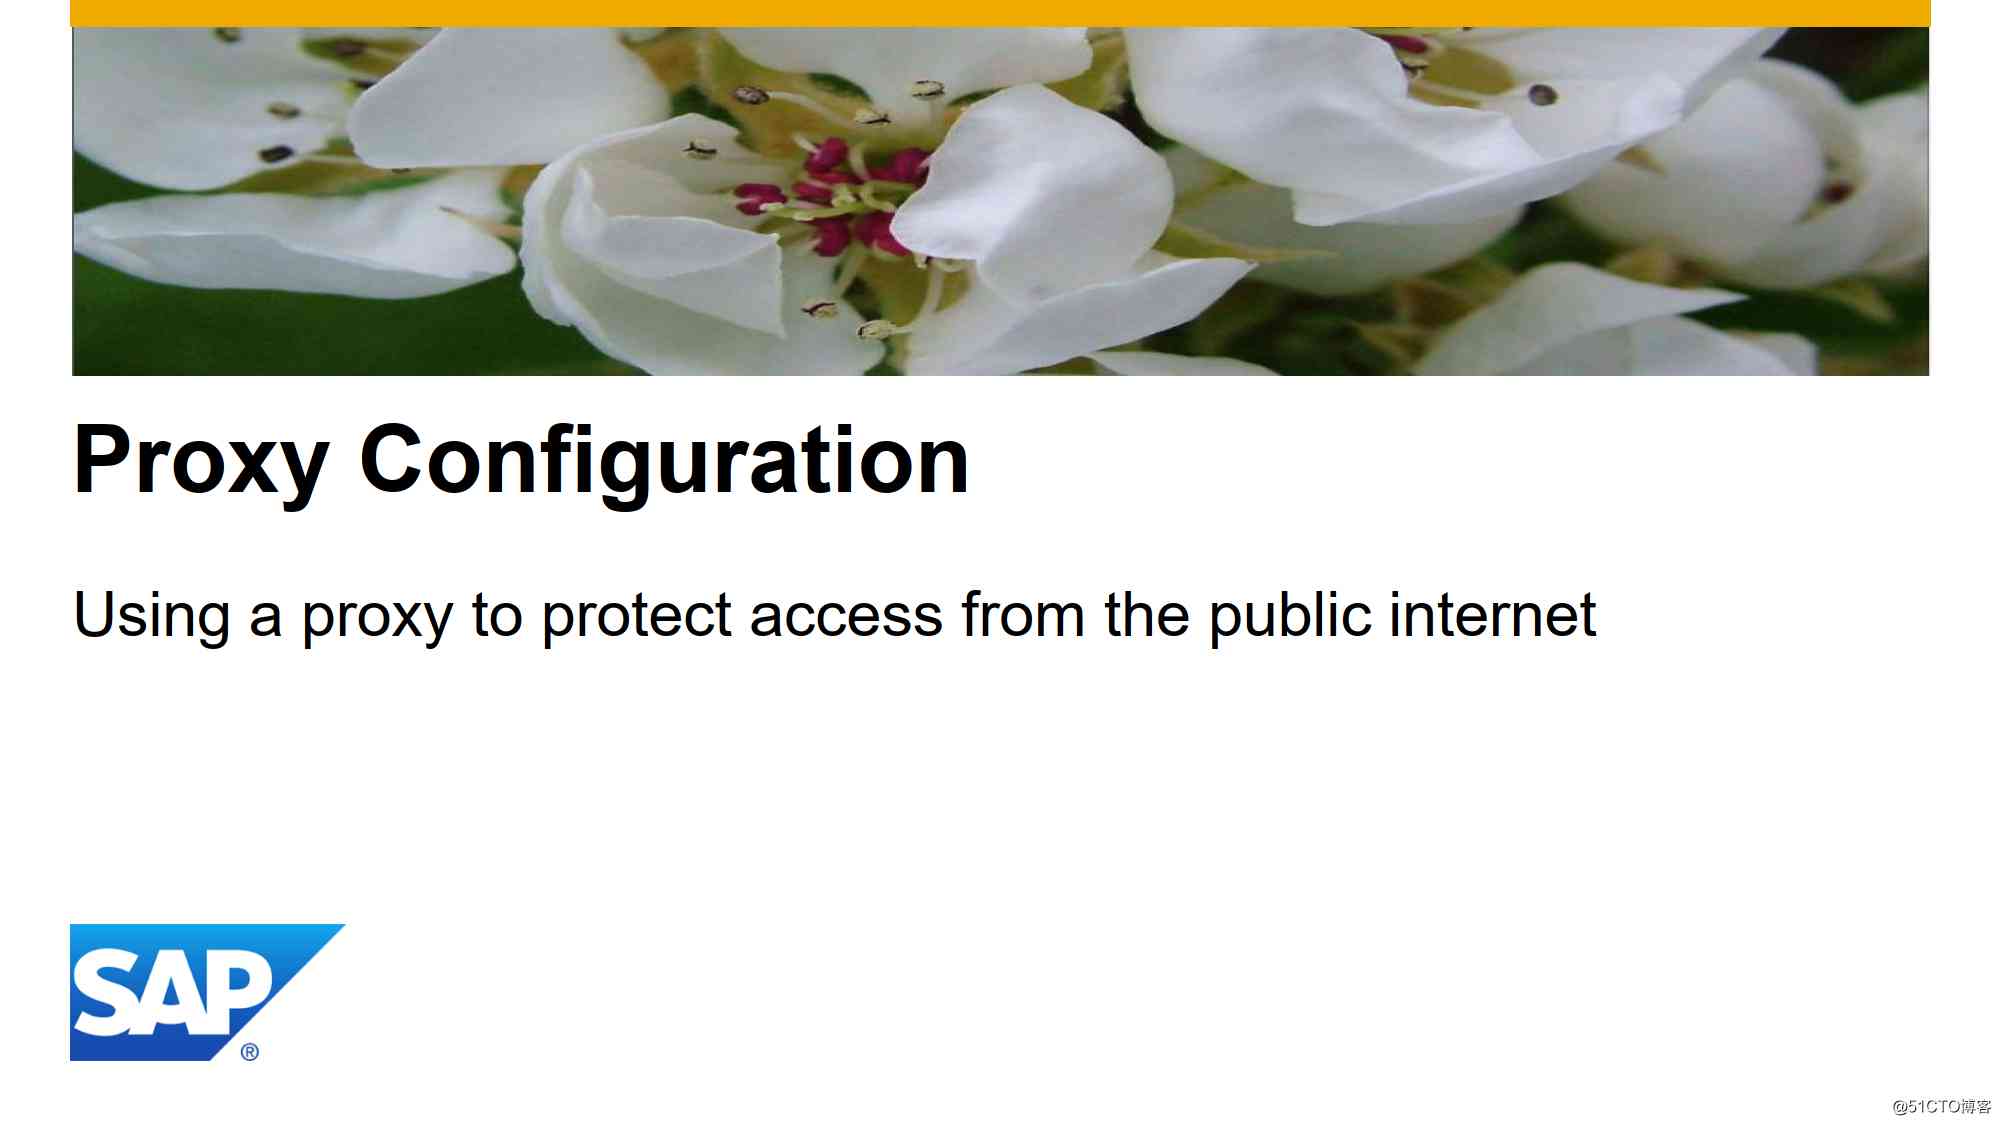 Proxy Configuration
Using a proxy to protect access from the public internet
SAP
®
@51CTO博客